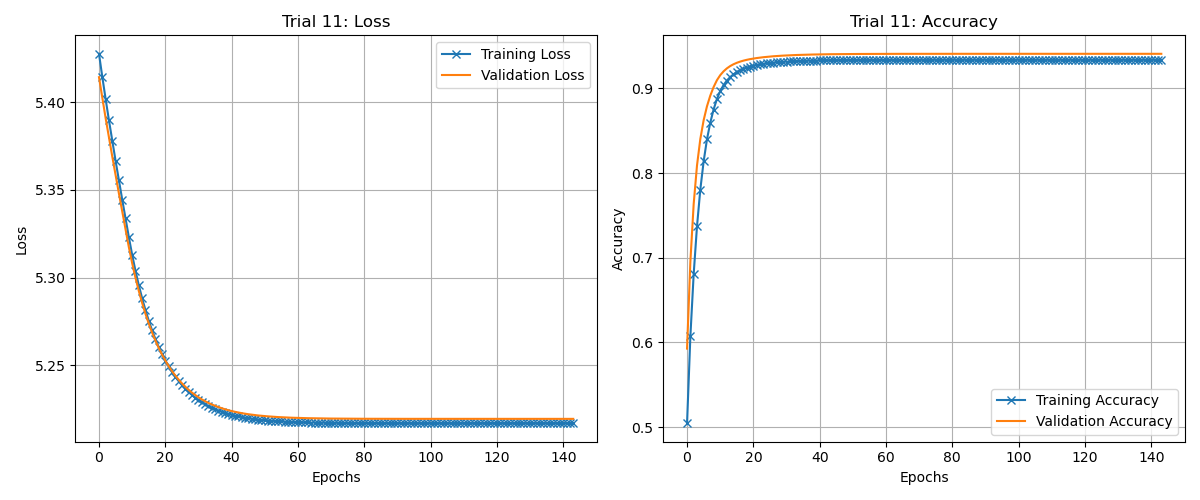 Trial 11: Loss
Training Loss
Validation Loss
5.40
5.35
5.30
5.25
Loss
0 20 40 60 80 100 120 140
Epochs
Trial 11: Accuracy
0.9
0.8
0.7
0.6
0.5
Accuracy
Training Accuracy
Validation Accuracy
0 20 40 60 80 100 120 140
Epochs